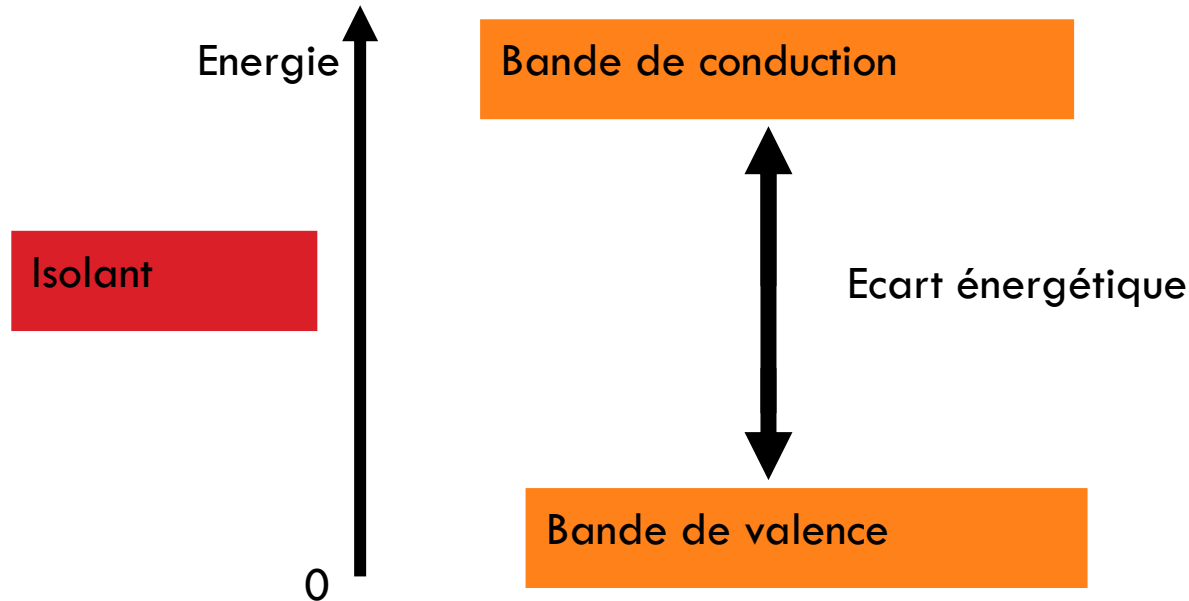 Energie
Bande de conduction
Isolant
Ecart énergétique
Bande de valence
0